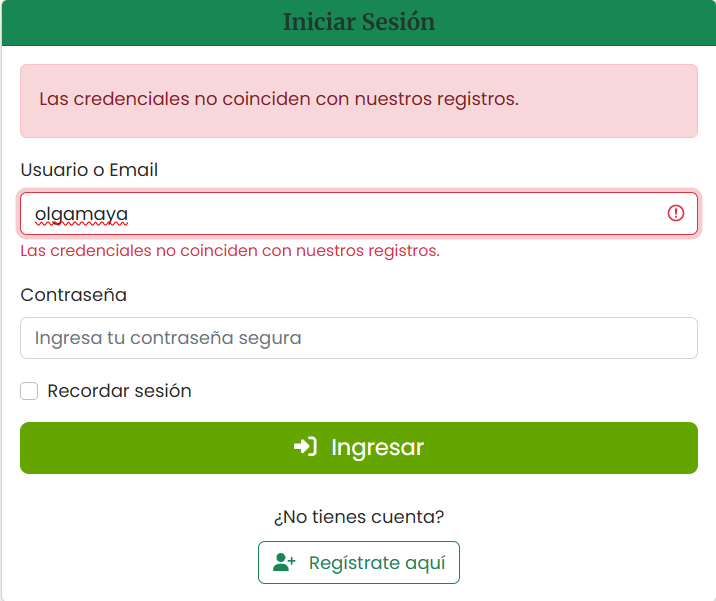 Iniciar Sesión
Las credenciales no coinciden con nuestros registros.
Usuario o Email
olgamaya
Las credenciales no coinciden con nuestros registros.
Contraseña
Ingresa tu contraseña segura
Recordar sesión
Ingresar
¿No tienes cuenta?
Regístrate aquí